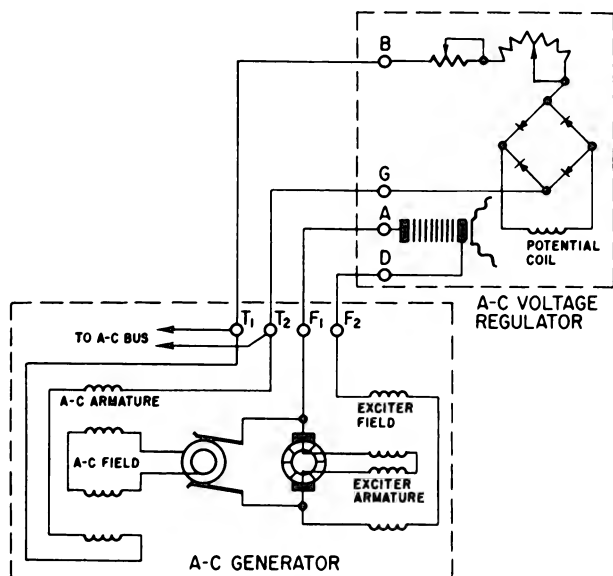 B
G
A
D
POTENTIAL
COIL
A-C VOLTAGE
REGULATOR
T1 T2 F1 F2
TO A-C BUS
A-C ARMATURE
A-C FIELD
EXCITER
FIELD
EXCITER
ARMATURE
A-C GENERATOR